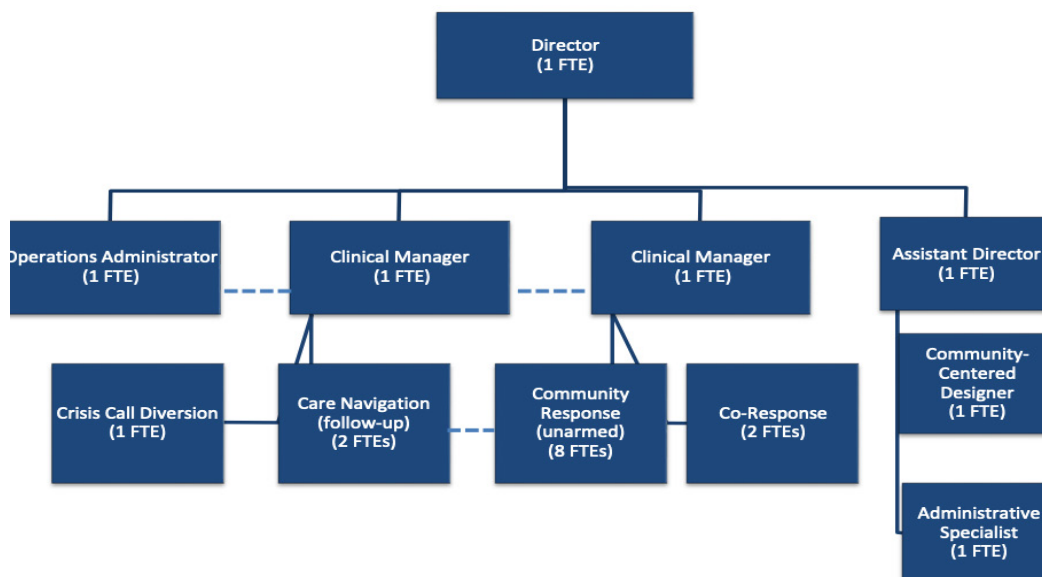 Director
(1 FTE)
Operations Administrator
(1 FTE)
Clinical Manager
(1 FTE)
Clinical Manager
(1 FTE)
Assistant Director
(1 FTE)
Crisis Call Diversion
(1 FTE)
Care Navigation
(follow-up)
(2 FTEs)
Community
Response
(unarmed)
(8 FTEs)
Co-Response
(2 FTEs)
Community-
Centered
Designer
(1 FTE)
Administrative
Specialist
(1 FTE)